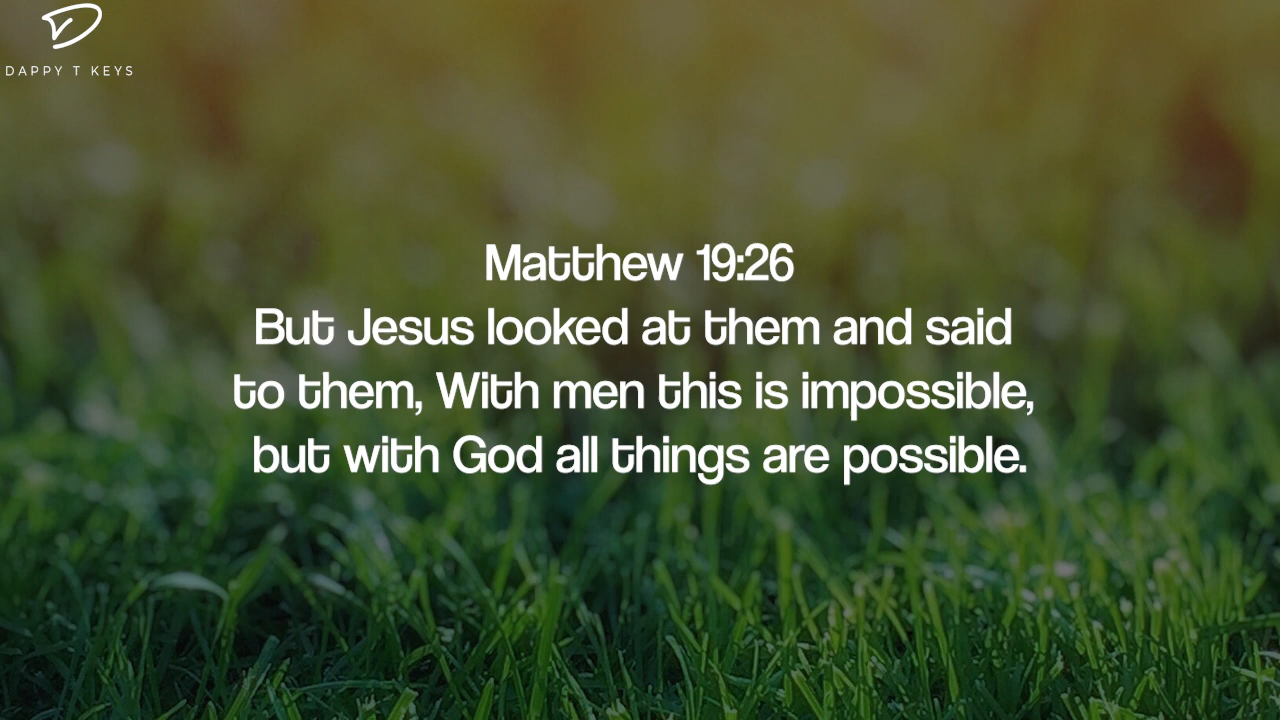 DAPPY T KEYS
Matthew 19:26
But Jesus looked at them and said
to them, With men this is impossible,
but with God all things are possible.